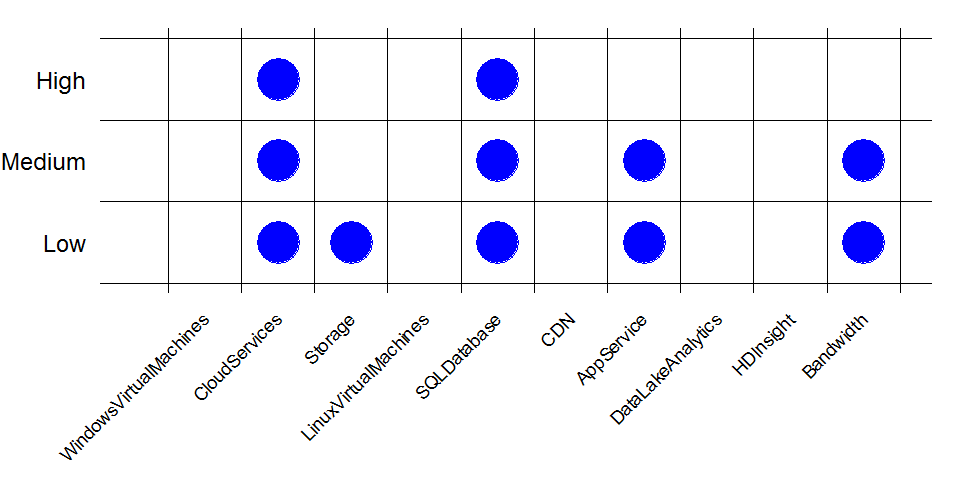 High
Medium
Low
WindowsVirtualMachines
CloudServices
Storage
LinuxVirtualMachines
SQLDatabase
CDN
AppService
DataLakeAnalytics
HDInsight
Bandwidth